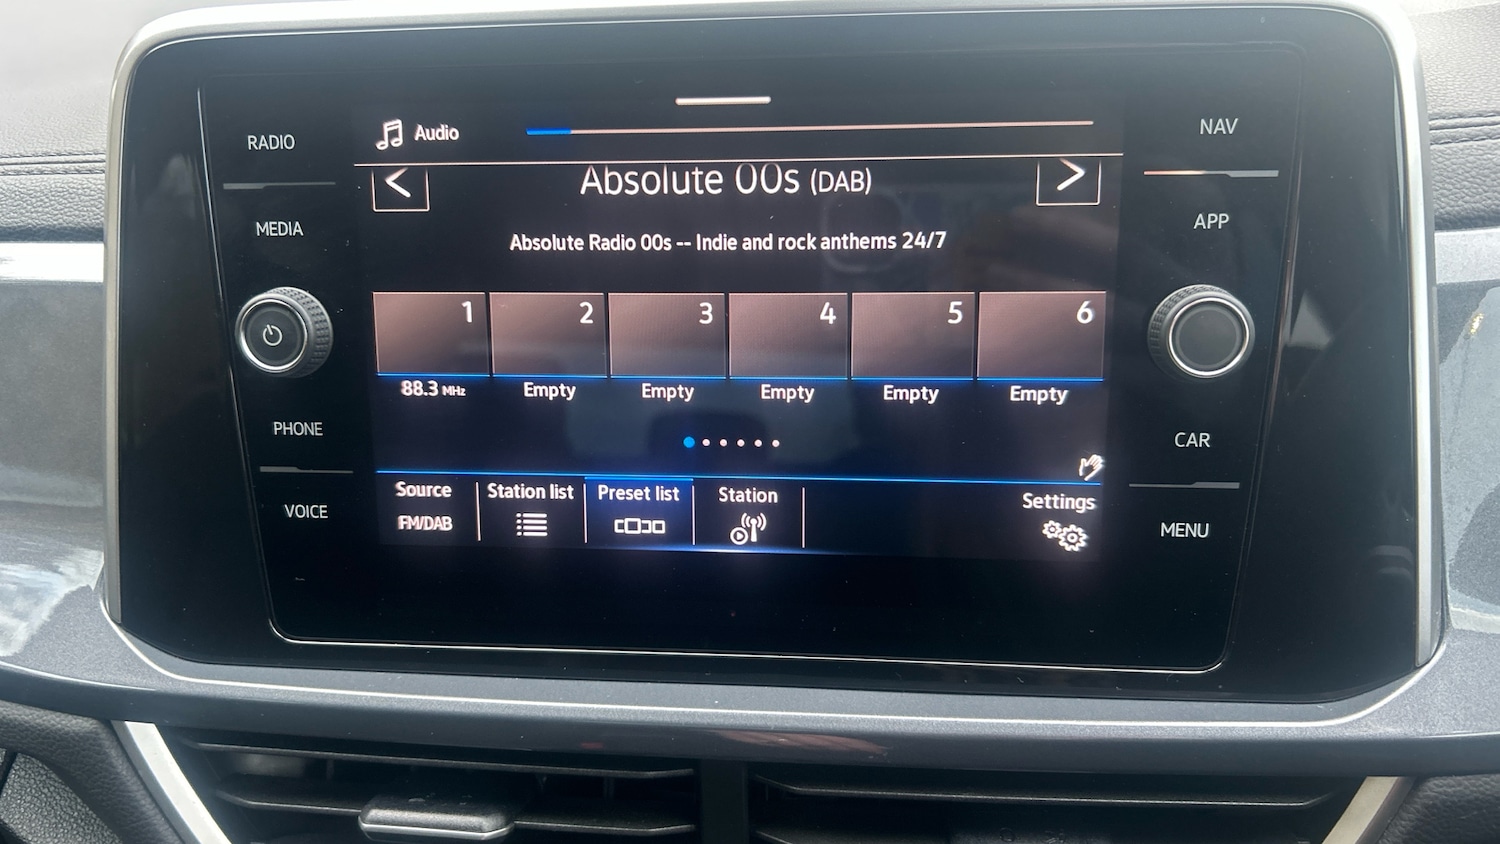 RADIO
MEDIA
PHONE
VOICE
Audio
Absolute 00s (DAB)
Absolute Radio 00s -- Indie and rock anthems 24/7
1 2 3 4 5 6
88.3 MHz Empty Empty Empty Empty Empty
Source Station list Preset list Station Settings
FM/DAB
NAV
APP
CAR
MENU